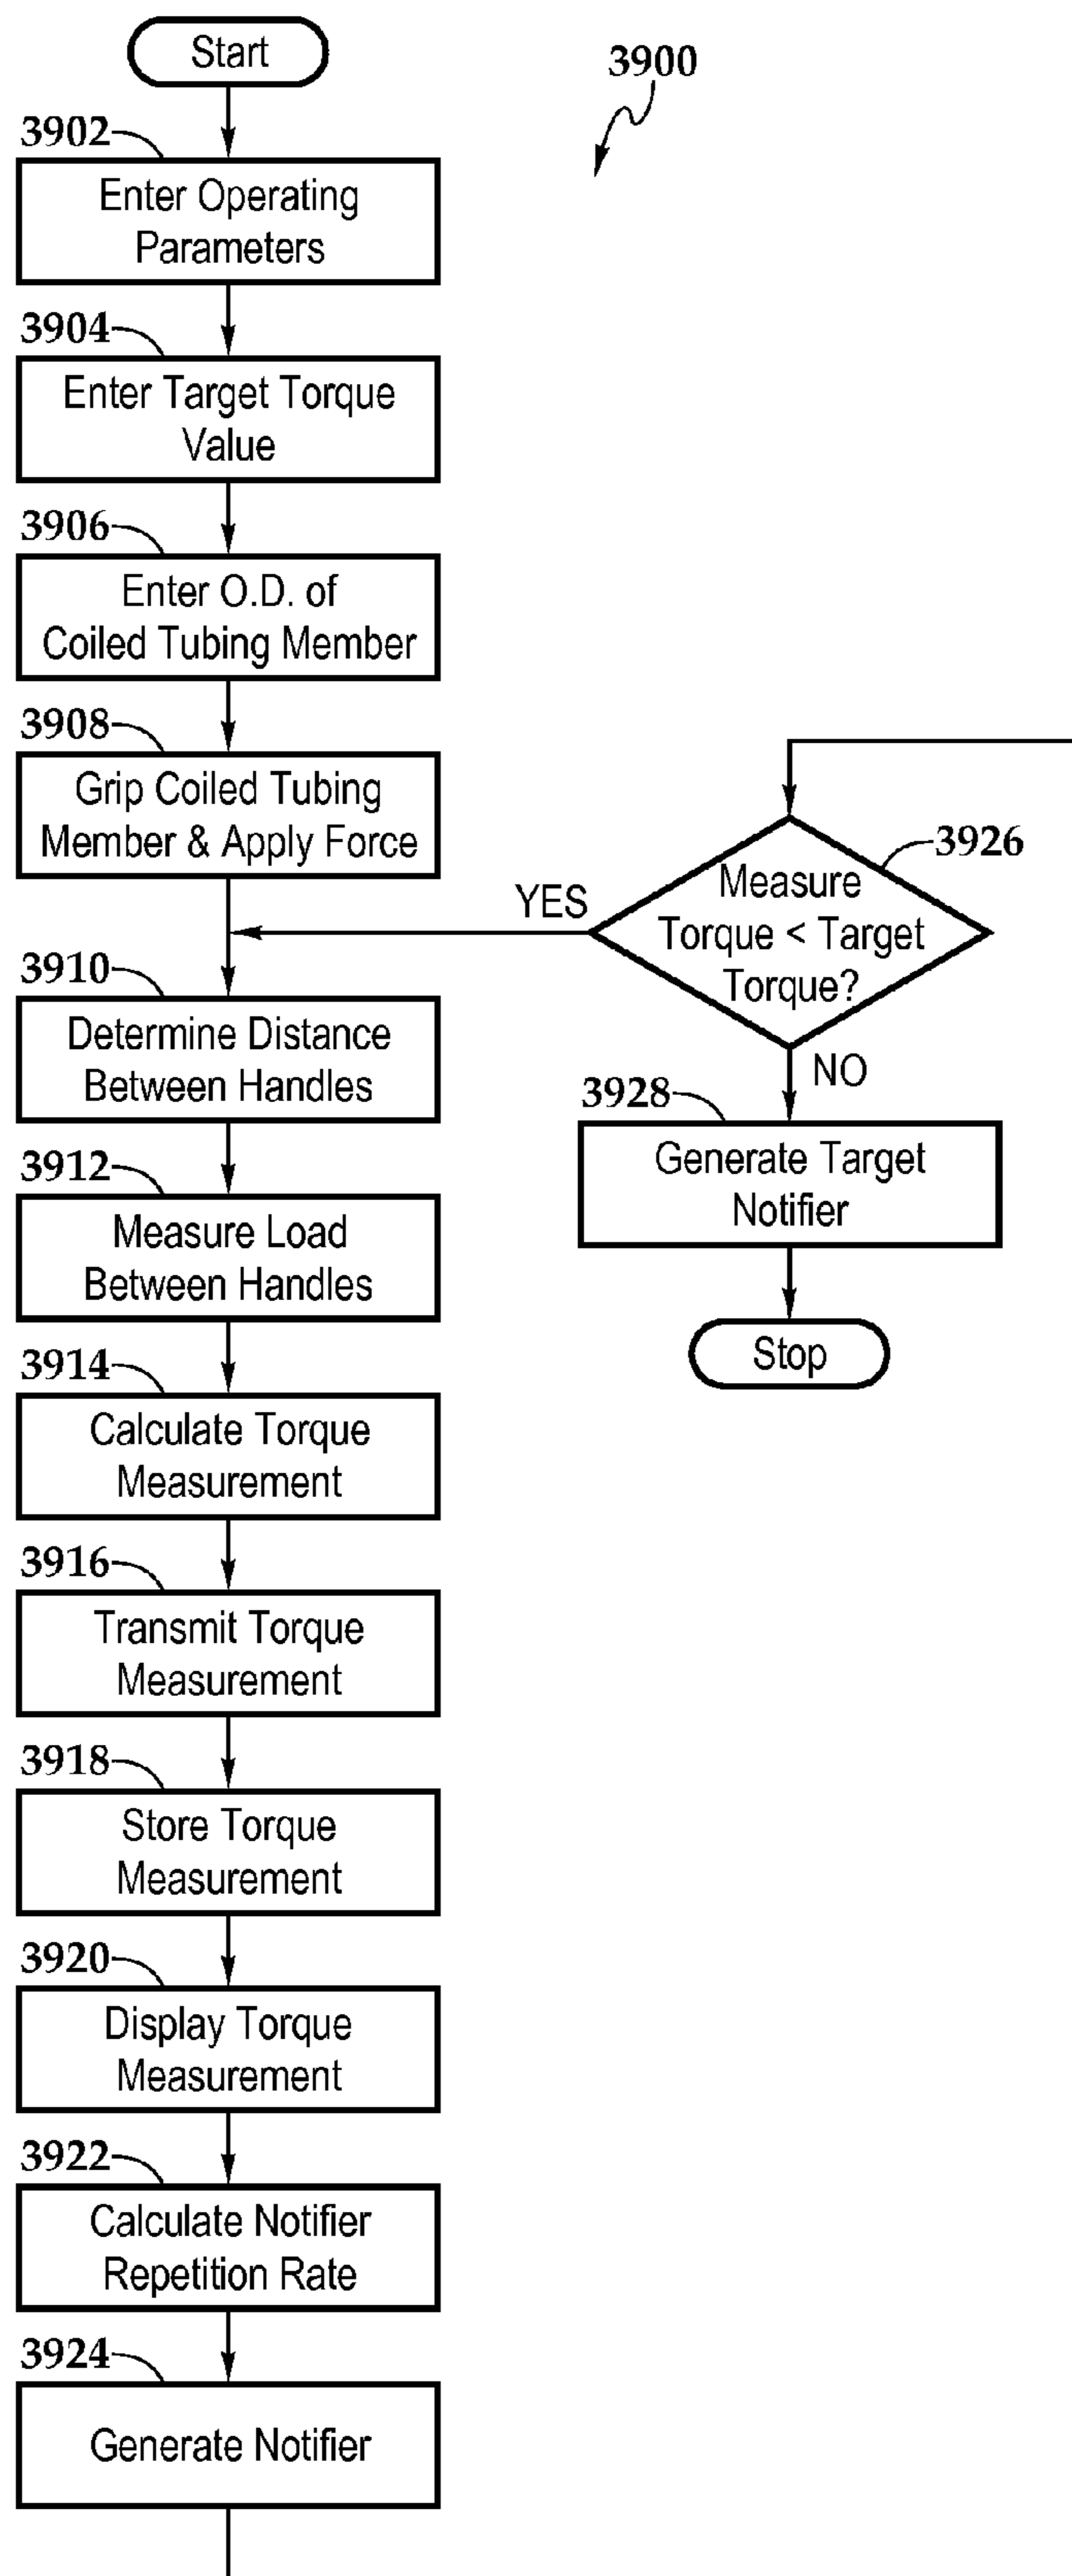 Start
3900
3902
Enter Operating
Parameters
3904
Enter Target Torque
Value
3906
Enter O.D. of
Coiled Tubing Member
3908
Grip Coiled Tubing
Member & Apply Force
3910
Determine Distance
Between Handles
3912
Measure Load
Between Handles
3914
Calculate Torque
Measurement
3916
Transmit Torque
Measurement
3918
Store Torque
Measurement
3920
Display Torque
Measurement
3922
Calculate Notifier
Repetition Rate
3924
Generate Notifier
3926
Measure
Torque < Target
Torque?
YES
NO
3928
Generate Target
Notifier
Stop